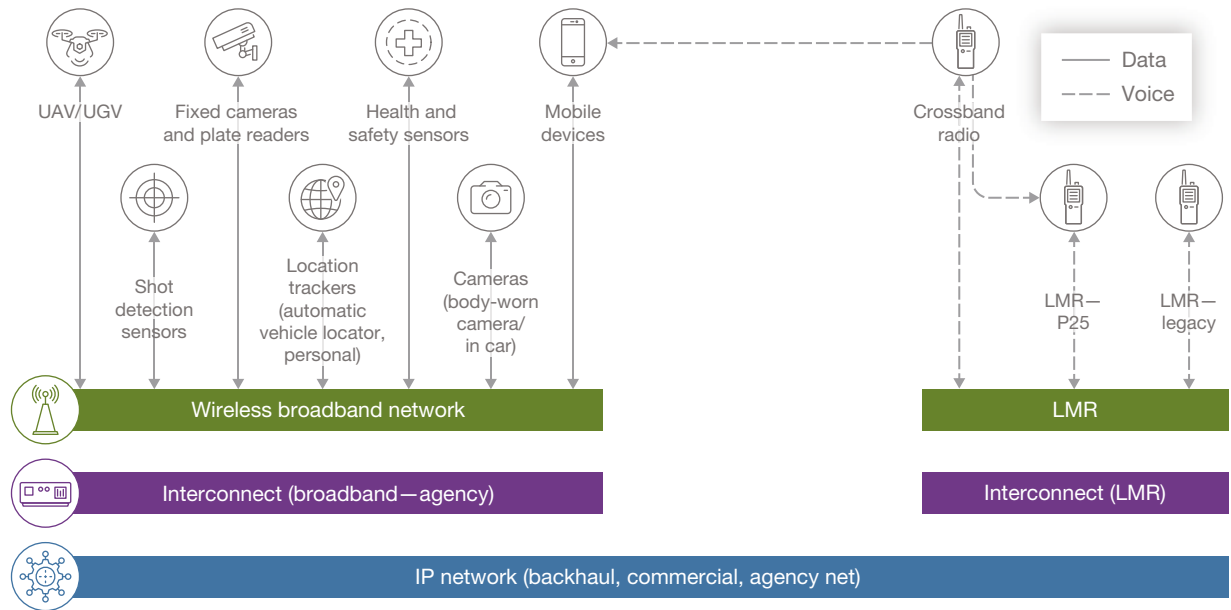 Data
Voice
UAV/UGV
Fixed cameras
and plate readers
Health and
safety sensors
Mobile
devices
Crossband
radio
Shot
detection
sensors
Location
trackers
(automatic
vehicle locator,
personal)
Cameras
(body-worn
camera/
in car)
LMR—
P25
LMR—
legacy
Wireless broadband network
LMR
Interconnect (broadband—agency)
Interconnect (LMR)
IP network (backhaul, commercial, agency net)